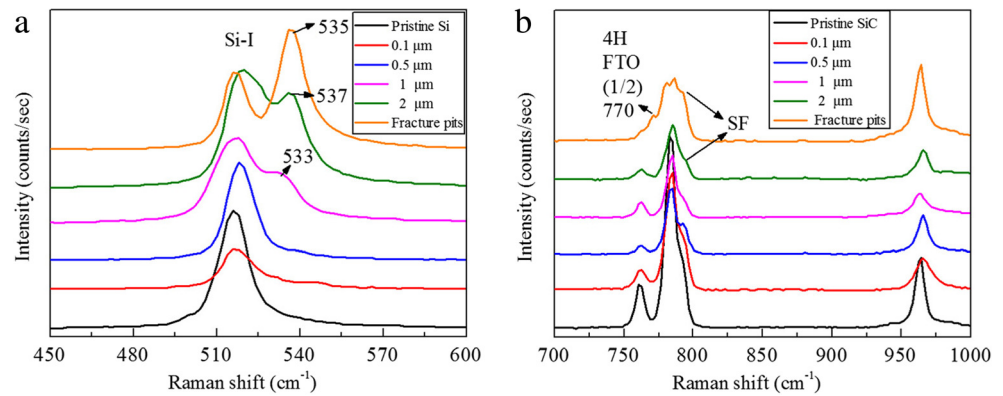 a
Intensity (counts/sec)
Si-I
535
537
533
Pristine Si
0.1 μm
0.5 μm
1 μm
2 μm
Fracture pits
450 480 510 540 570 600
Raman shift (cm⁻¹)
b
Intensity (counts/sec)
4H
FTO
(1/2)
770
SF
Pristine SiC
0.1 μm
0.5 μm
1 μm
2 μm
Fracture pits
700 750 800 850 900 950 1000
Raman shift (cm⁻¹)